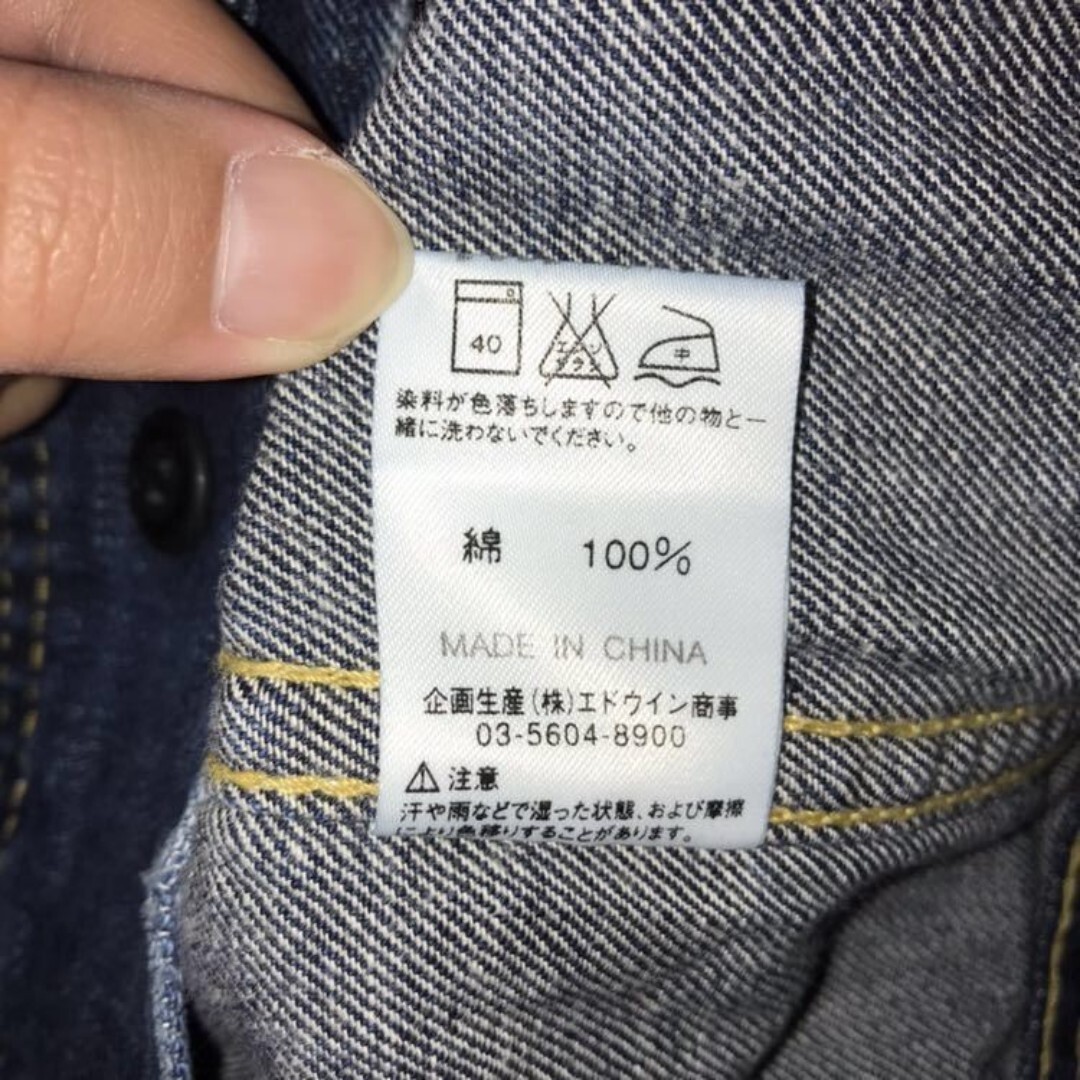 40
エンソ
サラシ
中
染料が色落ちしますので他の物と一
緒に洗わないでください。
綿 100%
MADE IN CHINA
企画生産(株)エドウイン商事
03-5604-8900
⚠注意
汗や雨などで湿った状態、および摩擦
により色移りすることがあります。